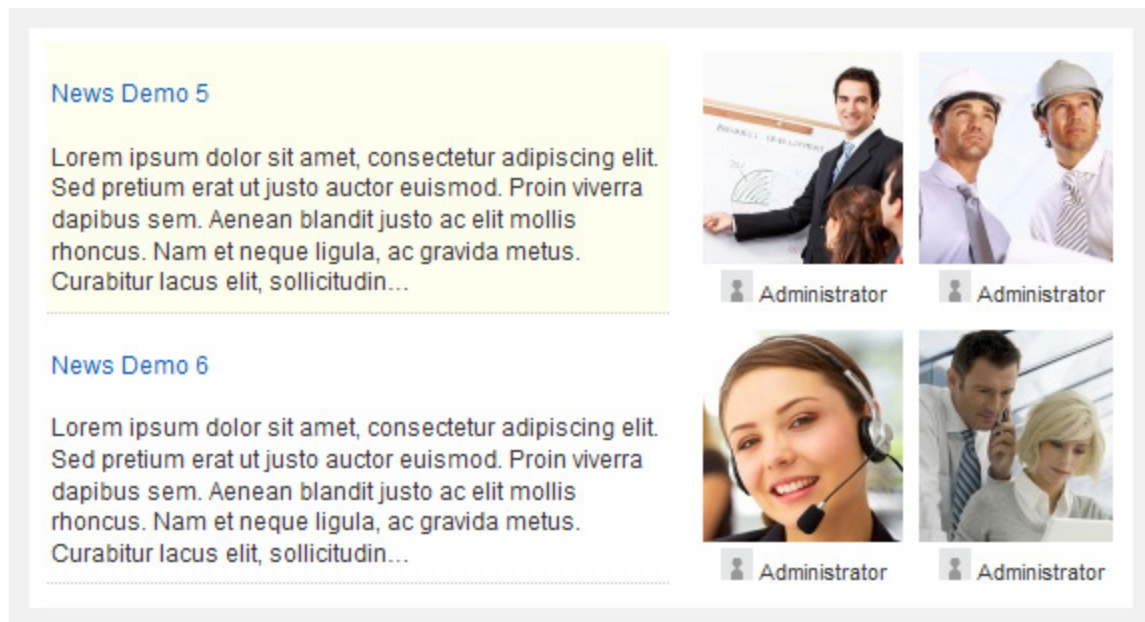 News Demo 5
Lorem ipsum dolor sit amet, consectetur adipiscing elit.
Sed pretium erat ut justo auctor euismod. Proin viverra
dapibus sem. Aenean blandit justo ac elit mollis
rhoncus. Nam et neque ligula, ac gravida metus.
Curabitur lacus elit, sollicitudin...
News Demo 6
Lorem ipsum dolor sit amet, consectetur adipiscing elit.
Sed pretium erat ut justo auctor euismod. Proin viverra
dapibus sem. Aenean blandit justo ac elit mollis
rhoncus. Nam et neque ligula, ac gravida metus.
Curabitur lacus elit, sollicitudin...
Administrator
Administrator
Administrator
Administrator